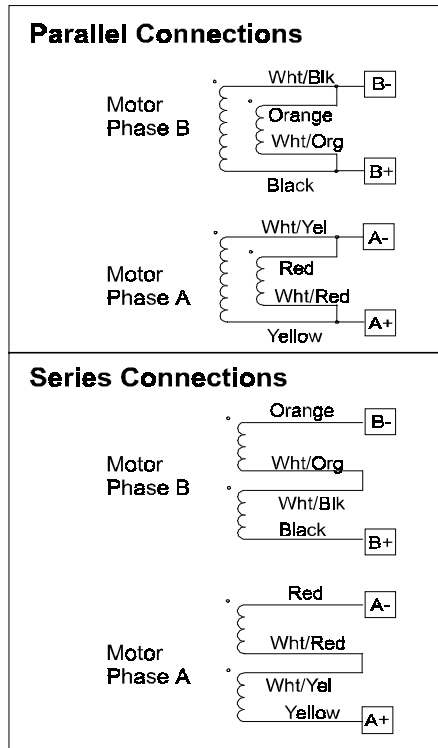 Parallel Connections
Wht/Blk
B-
Motor
Phase B
Orange
Wht/Org
B+
Black
Wht/Yel
A-
Motor
Phase A
Red
Wht/Red
A+
Yellow
Series Connections
Orange
B-
Motor
Phase B
Wht/Org
Wht/Blk
Black
B+
Red
A-
Motor
Phase A
Wht/Red
Wht/Yel
Yellow
A+